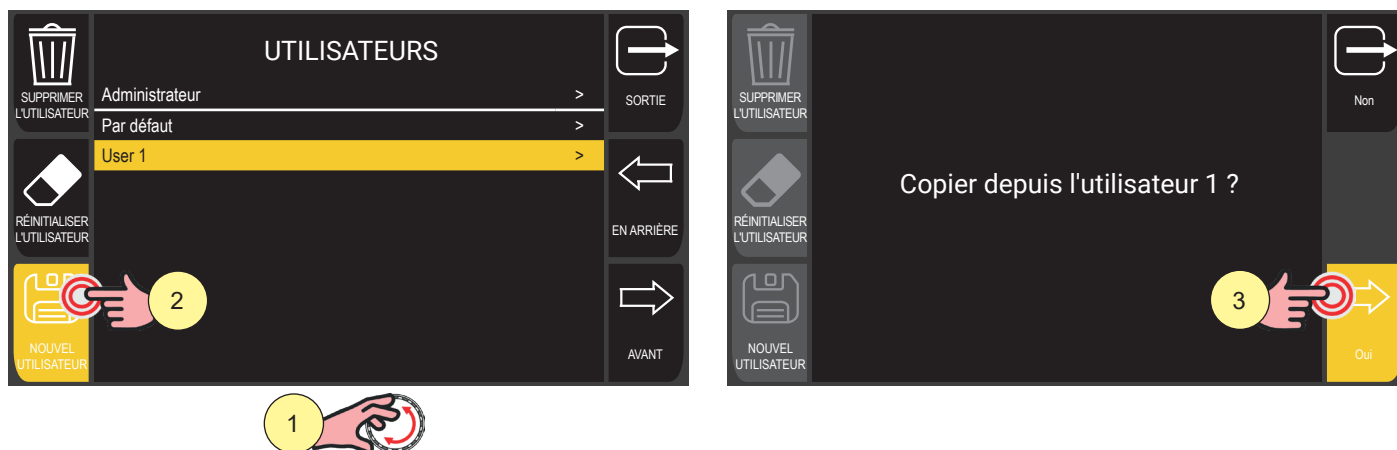 UTILISATEURS
SUPPRIMER
L'UTILISATEUR
Administrateur >
Par défaut >
User 1 >
SORTIE
RÉINITIALISER
L'UTILISATEUR
EN ARRIÈRE
2
NOUVEL
UTILISATEUR
AVANT
1
SUPPRIMER
L'UTILISATEUR
Non
Copier depuis l'utilisateur 1 ?
RÉINITIALISER
L'UTILISATEUR
3
NOUVEL
UTILISATEUR
Oui